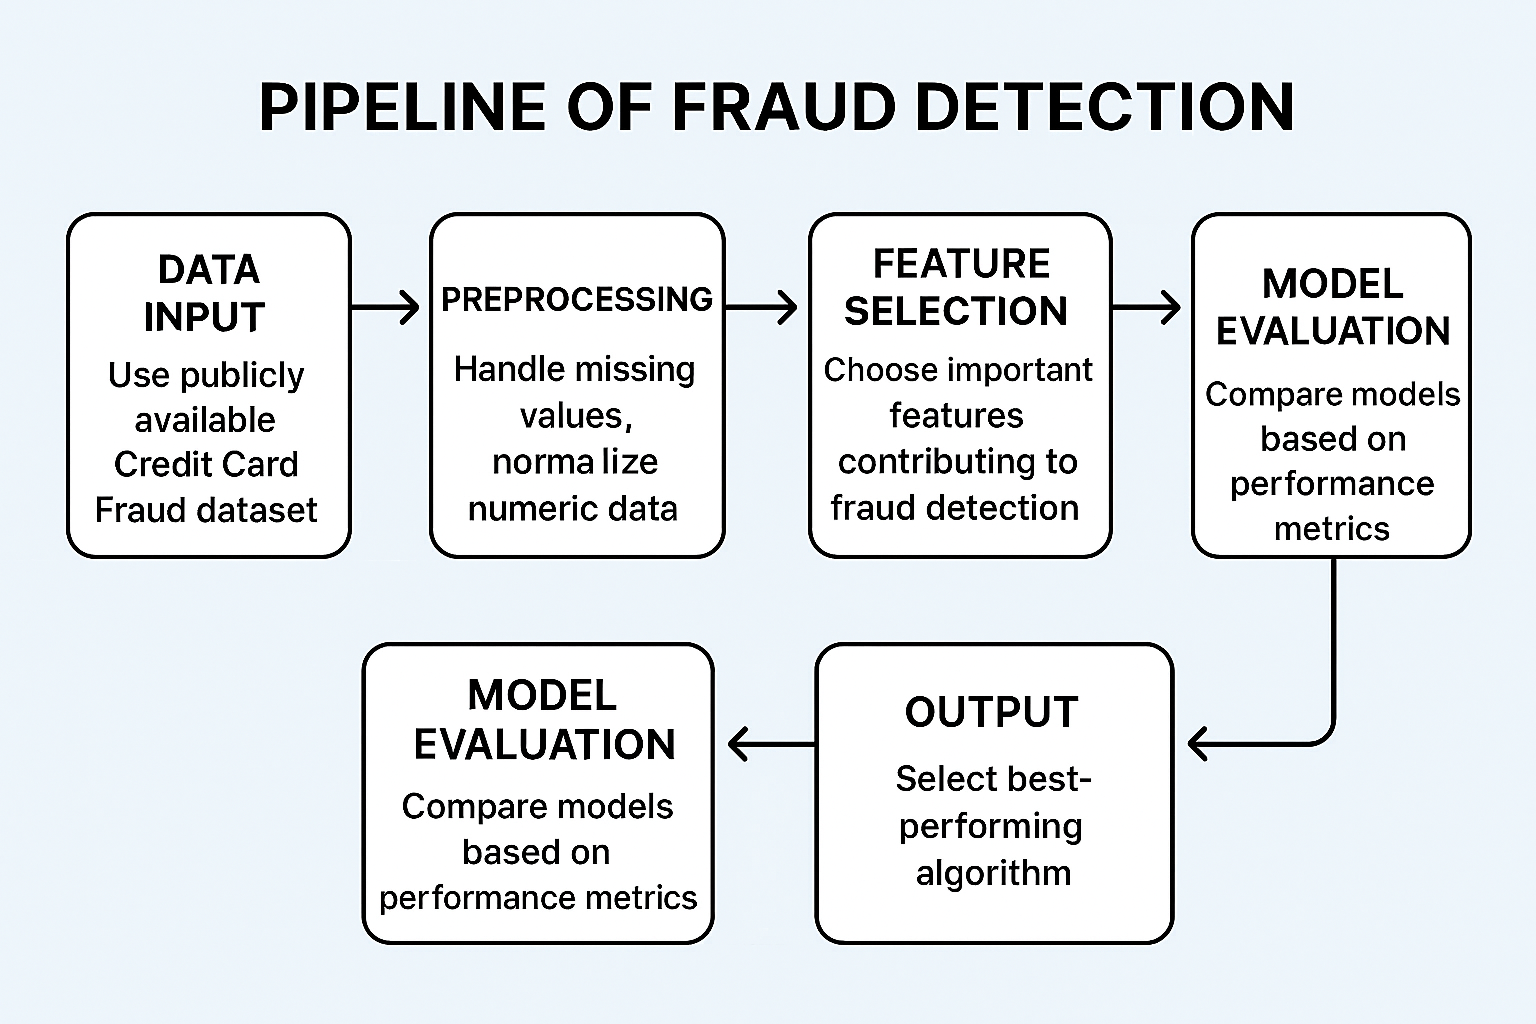 PIPELINE OF FRAUD DETECTION
DATA
INPUT
Use publicly
available
Credit Card
Fraud dataset
PREPROCESSING
Handle missing
values,
norma lize
numeric data
FEATURE
SELECTION
Choose important
features
contributing to
fraud detection
MODEL
EVALUATION
Compare models
based on
performance
metrics
OUTPUT
Select best-
performing
algorithm
MODEL
EVALUATION
Compare models
based on
performance metrics